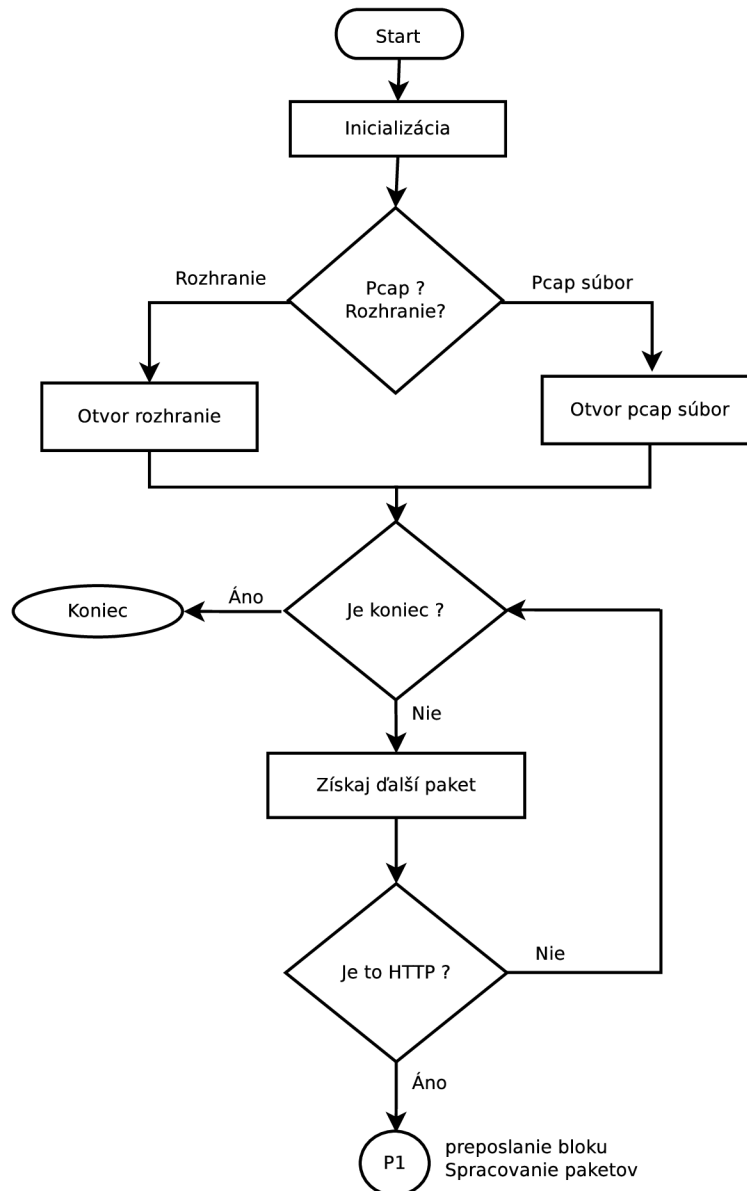 Start
Inicializácia
Pcap ?
Rozhranie?
Rozhranie
Pcap súbor
Otvor rozhranie
Otvor pcap súbor
Je koniec ?
Áno
Koniec
Nie
Získaj ďalší paket
Je to HTTP ?
Nie
Áno
P1
preposlanie bloku
Spracovanie paketov